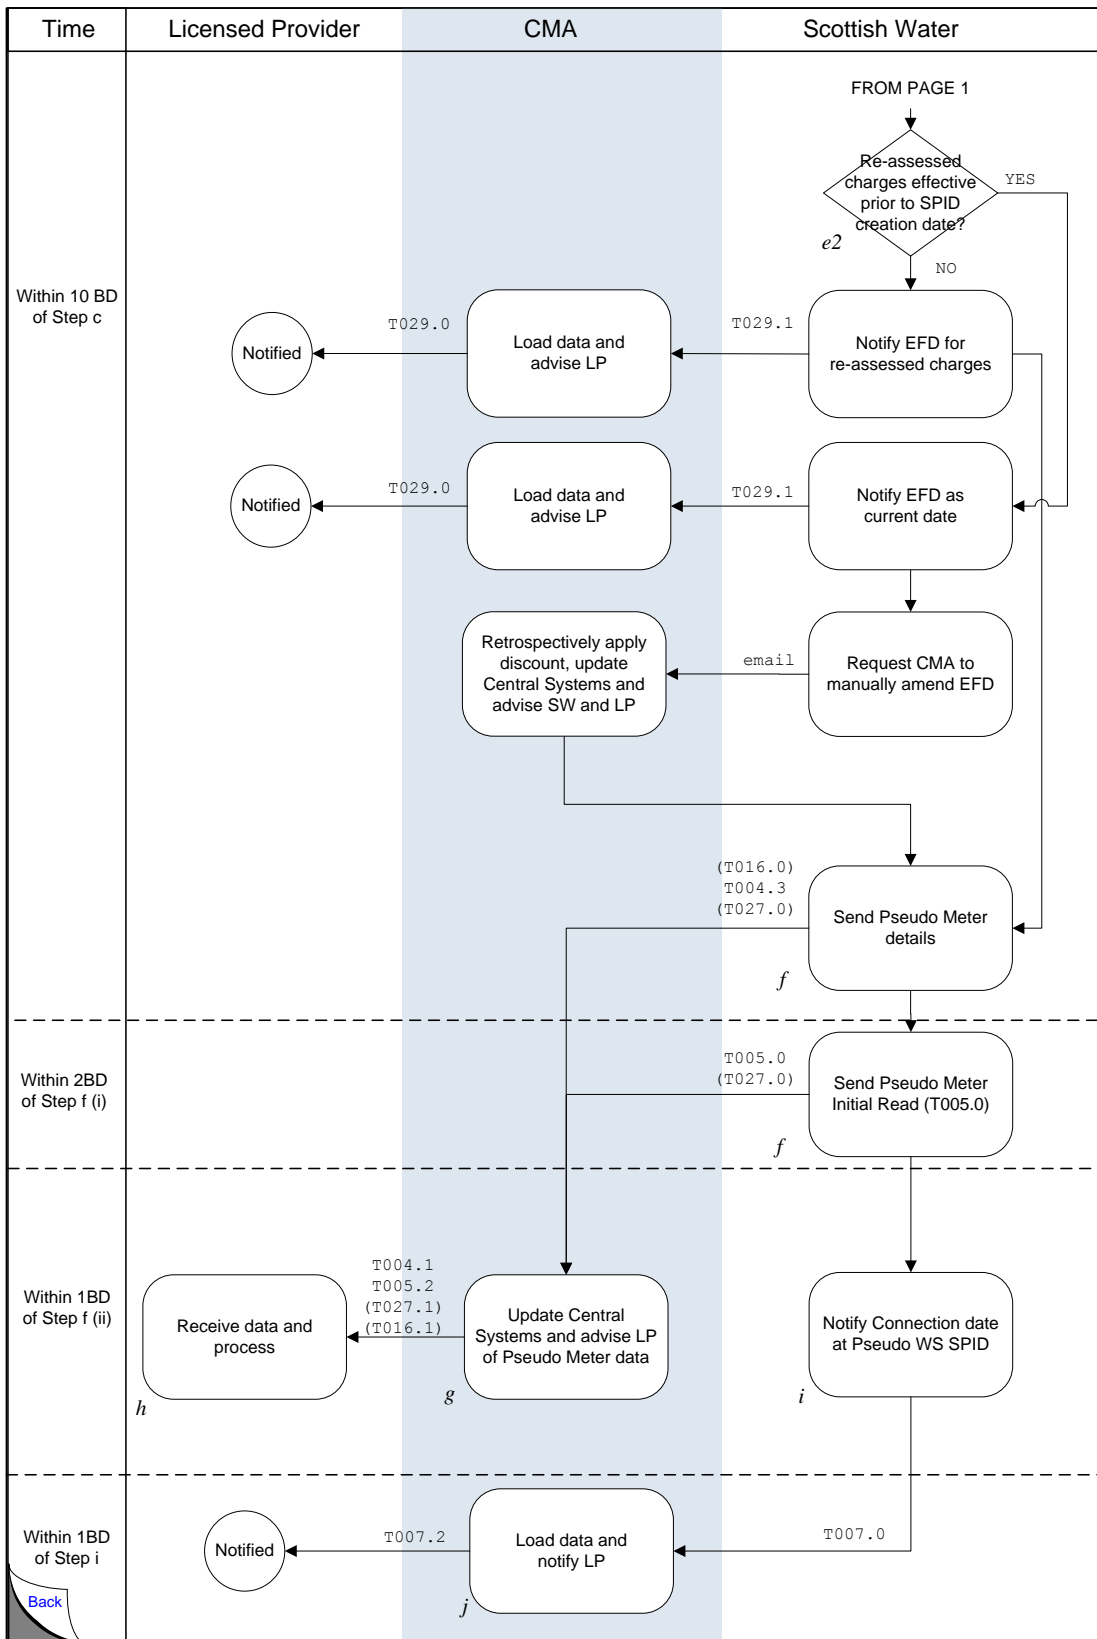 Time
Licensed Provider
CMA
Scottish Water
FROM PAGE 1
Re-assessed
charges effective
prior to SPID
creation date?
YES
e2
NO
Within 10 BD
of Step c
Notified
T029.0
Load data and
advise LP
T029.1
Notify EFD for
re-assessed charges
Notified
T029.0
Load data and
advise LP
T029.1
Notify EFD as
current date
Retrospectively apply
discount, update
Central Systems and
advise SW and LP
email
Request CMA to
manually amend EFD
(T016.0)
T004.3
(T027.0)
Send Pseudo Meter
details
f
Within 2BD
of Step f (i)
T005.0
(T027.0)
Send Pseudo Meter
Initial Read (T005.0)
f
Within 1BD
of Step f (ii)
Receive data and
process
h
T004.1
T005.2
(T027.1)
(T016.1)
Update Central
Systems and advise LP
of Pseudo Meter data
g
Notify Connection date
at Pseudo WS SPID
i
Within 1BD
of Step i
Notified
T007.2
Load data and
notify LP
j
T007.0
Back